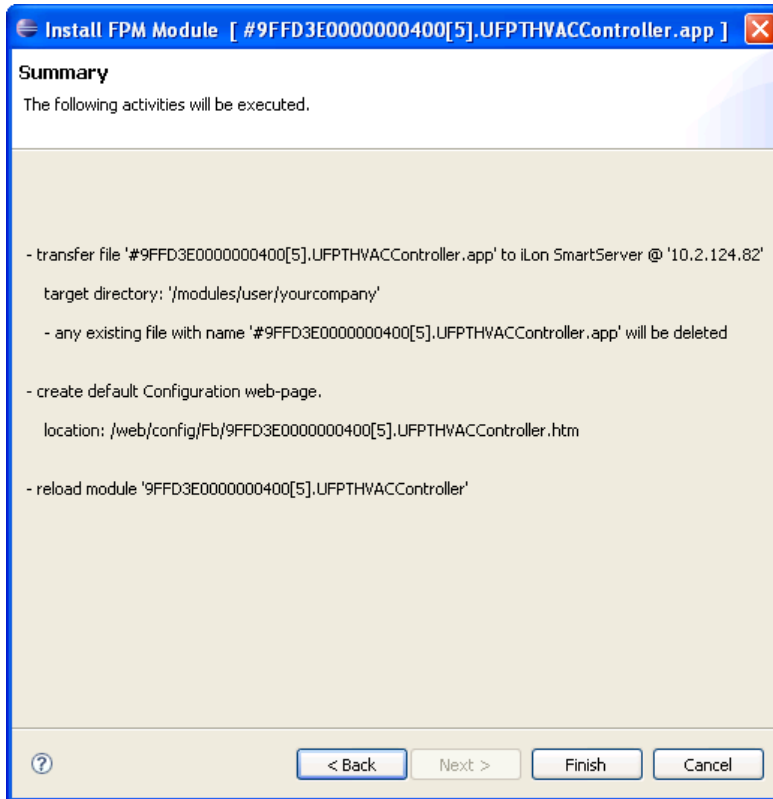 Install FPM Module [ #9FFD3E0000000400[5].UFPTHVACController.app ]
Summary
The following activities will be executed.
- transfer file '#9FFD3E0000000400[5].UFPTHVACController.app' to iLon SmartServer @ '10.2.124.82'
target directory: '/modules/user/yourcompany'
- any existing file with name '#9FFD3E0000000400[5].UFPTHVACController.app' will be deleted
- create default Configuration web-page.
location: /web/config/Fb/9FFD3E0000000400[5].UFPTHVACController.htm
- reload module '9FFD3E0000000400[5].UFPTHVACController'
? < Back Next > Finish Cancel